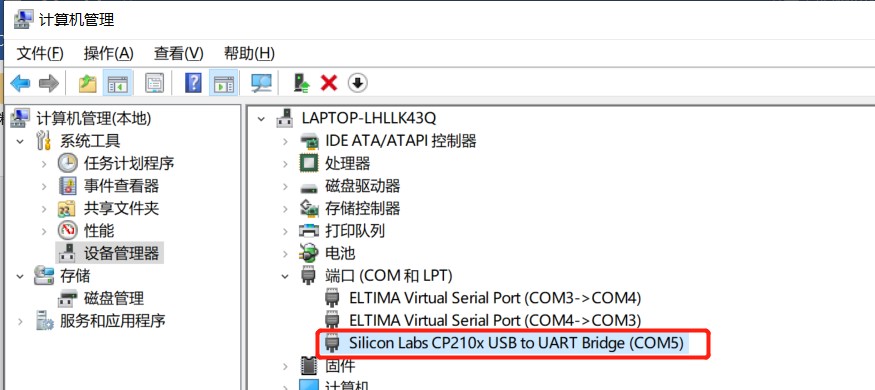 计算机管理
文件(F) 操作(A) 查看(V) 帮助(H)
计算机管理(本地)
系统工具
任务计划程序
事件查看器
共享文件夹
性能
设备管理器
存储
磁盘管理
服务和应用程序
LAPTOP-LHLLK43Q
IDE ATA/ATAPI 控制器
处理器
磁盘驱动器
存储控制器
打印队列
电池
端口 (COM 和 LPT)
ELTIMA Virtual Serial Port (COM3->COM4)
ELTIMA Virtual Serial Port (COM4->COM3)
Silicon Labs CP210x USB to UART Bridge (COM5)
固件
计算机